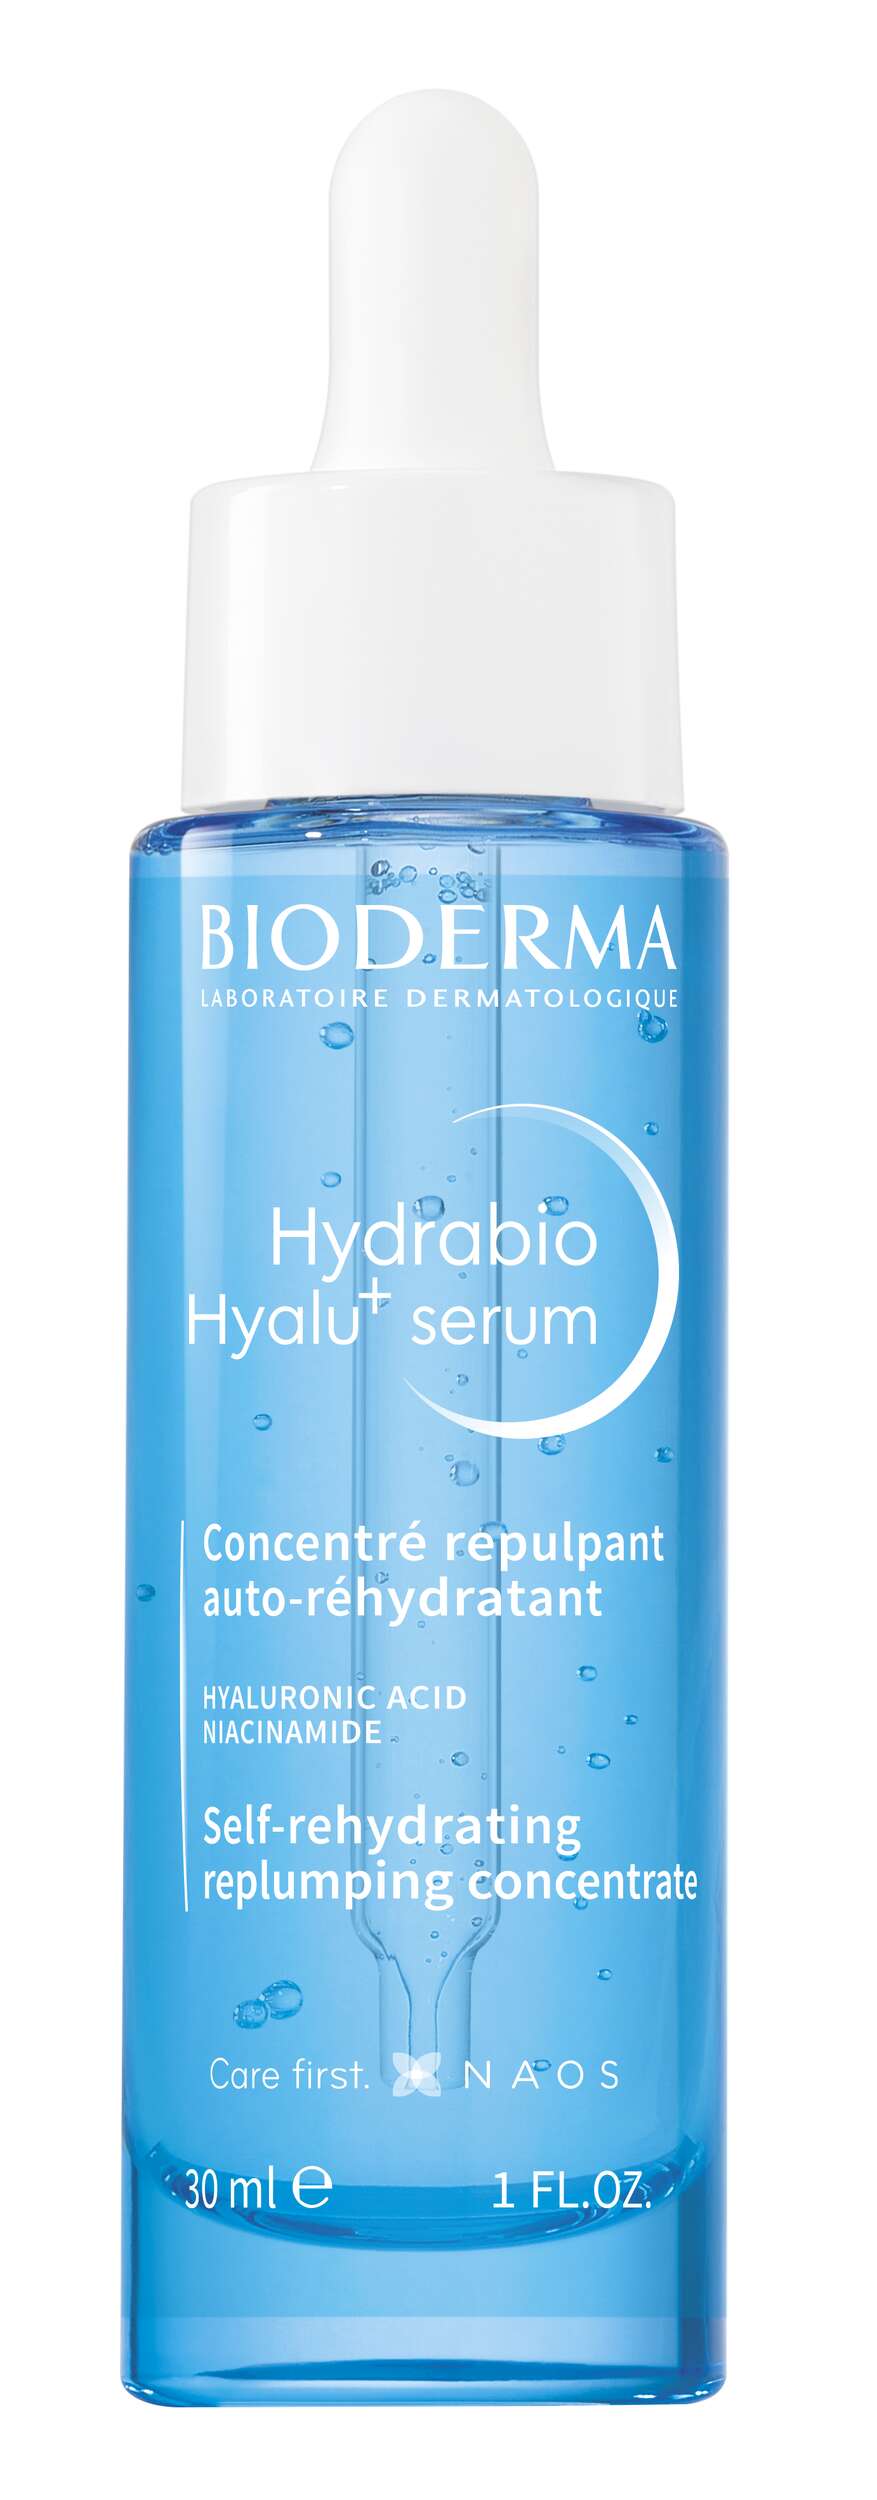 BIODERMA
LABORATOIRE DERMATOLOGIQUE
Hydrabio
Hyalu+ serum
Concentré repulpant
auto-réhydratant
HYALURONIC ACID
NIACINAMIDE
Self-rehydrating
replumping concentrate
Care first. NAOS
30 ml ℮ 1 FL.OZ.